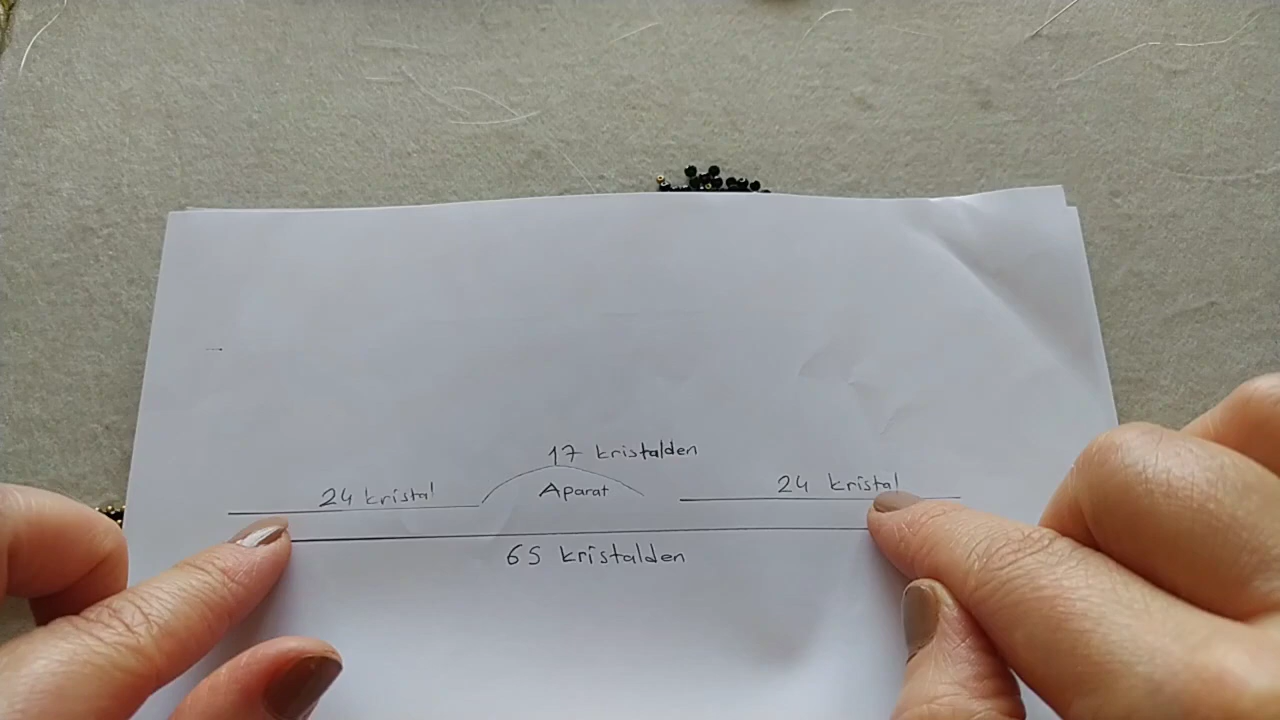 17 kristalden
24 kristal
Aparat
24 kristal
65 kristalden